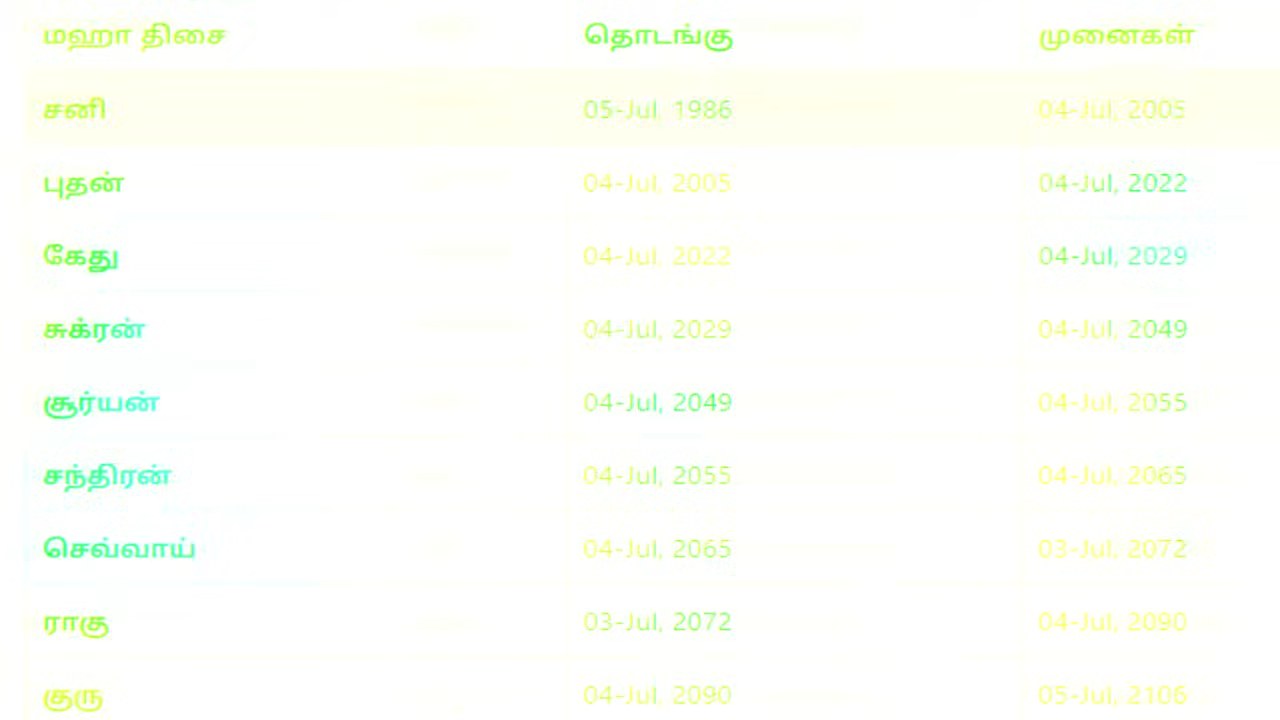 மஹா திசை தொடங்கு முனைகள்
சனி 05-Jul, 1986 04-Jul, 2005
புதன் 04-Jul, 2005 04-Jul, 2022
கேது 04-Jul, 2022 04-Jul, 2029
சுக்ரன் 04-Jul, 2029 04-Jul, 2049
சூர்யன் 04-Jul, 2049 04-Jul, 2055
சந்திரன் 04-Jul, 2055 04-Jul, 2065
செவ்வாய் 04-Jul, 2065 03-Jul, 2072
ராகு 03-Jul, 2072 04-Jul, 2090
குரு 04-Jul, 2090 05-Jul, 2106